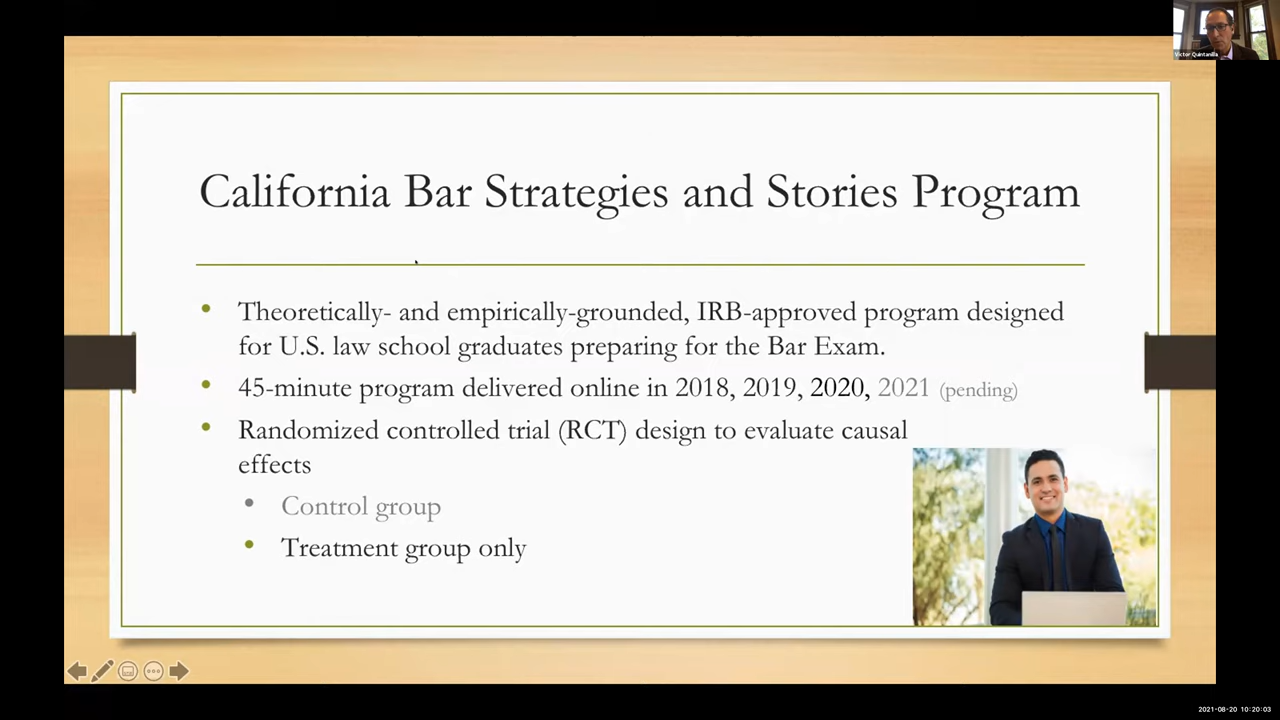 Victor Quintanilla
California Bar Strategies and Stories Program
Theoretically- and empirically-grounded, IRB-approved program designed
for U.S. law school graduates preparing for the Bar Exam.
45-minute program delivered online in 2018, 2019, 2020, 2021 (pending)
Randomized controlled trial (RCT) design to evaluate causal
effects
Control group
Treatment group only
2021-08-20 10:20:03